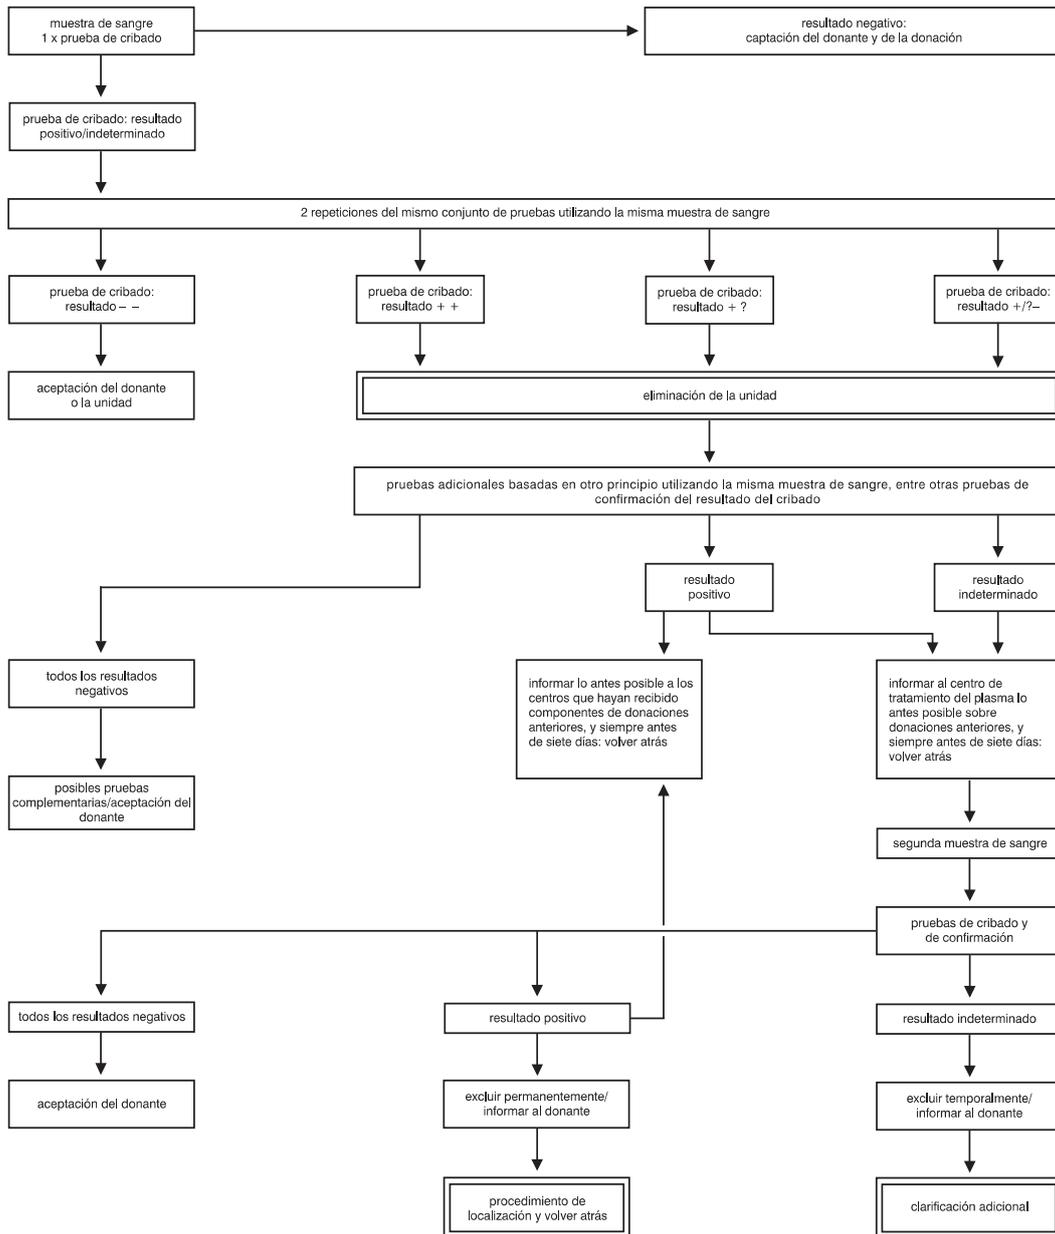 muestra de sangre
1 x prueba de cribado
resultado negativo:
captación del donante y de la donación
prueba de cribado: resultado
positivo/indeterminado
2 repeticiones del mismo conjunto de pruebas utilizando la misma muestra de sangre
prueba de cribado:
resultado – –
prueba de cribado:
resultado + +
prueba de cribado:
resultado + ?
prueba de cribado:
resultado +/?–
aceptación del donante
o la unidad
eliminación de la unidad
pruebas adicionales basadas en otro principio utilizando la misma muestra de sangre, entre otras pruebas de
confirmación del resultado del cribado
resultado
positivo
resultado
indeterminado
todos los resultados
negativos
informar lo antes posible a los
centros que hayan recibido
componentes de donaciones
anteriores, y siempre antes
de siete días: volver atrás
informar al centro de
tratamiento del plasma lo
antes posible sobre
donaciones anteriores, y
siempre antes de siete días:
volver atrás
posibles pruebas
complementarias/aceptación del
donante
segunda muestra de sangre
pruebas de cribado y
de confirmación
todos los resultados negativos
resultado positivo
resultado indeterminado
aceptación del donante
excluir permanentemente/
informar al donante
excluir temporalmente/
informar al donante
procedimiento de
localización y volver atrás
clarificación adicional